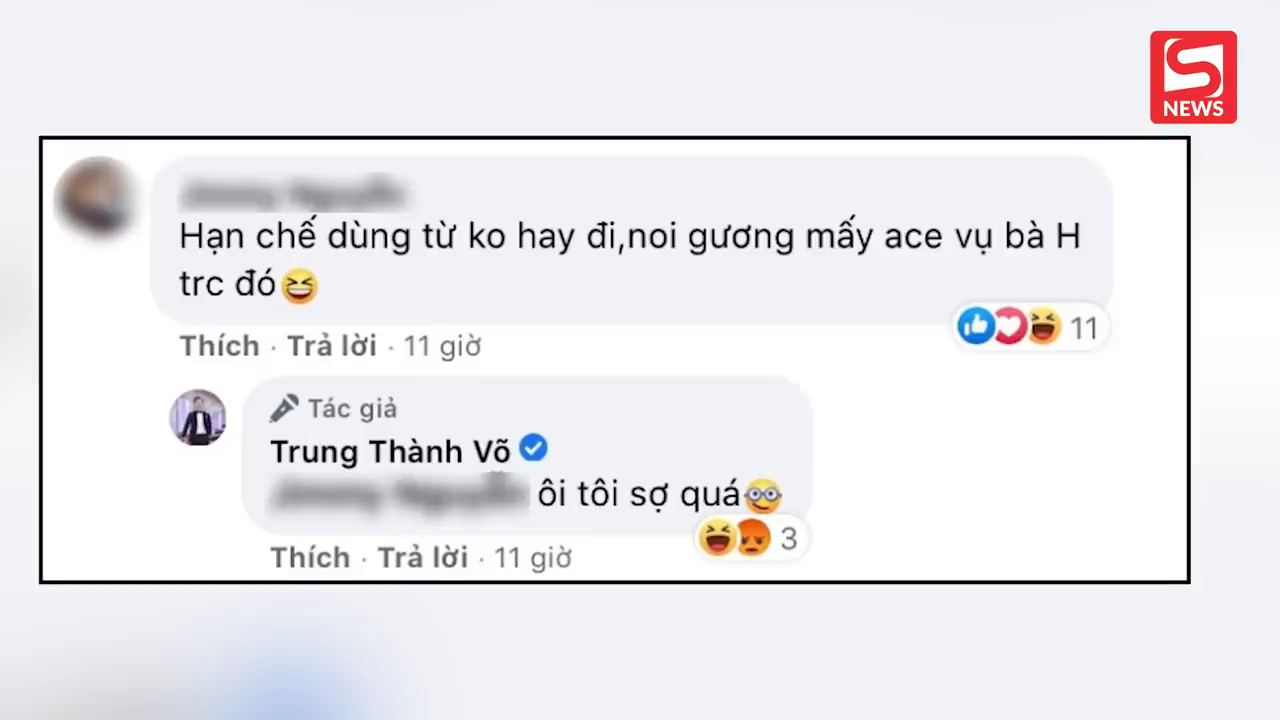 S
NEWS
Hạn chế dùng từ ko hay đi,noi gương mấy ace vụ bà H
trc đó
Thích · Trả lời · 11 giờ
11
Tác giả
Trung Thành Võ
ôi tôi sợ quá
3
Thích · Trả lời · 11 giờ